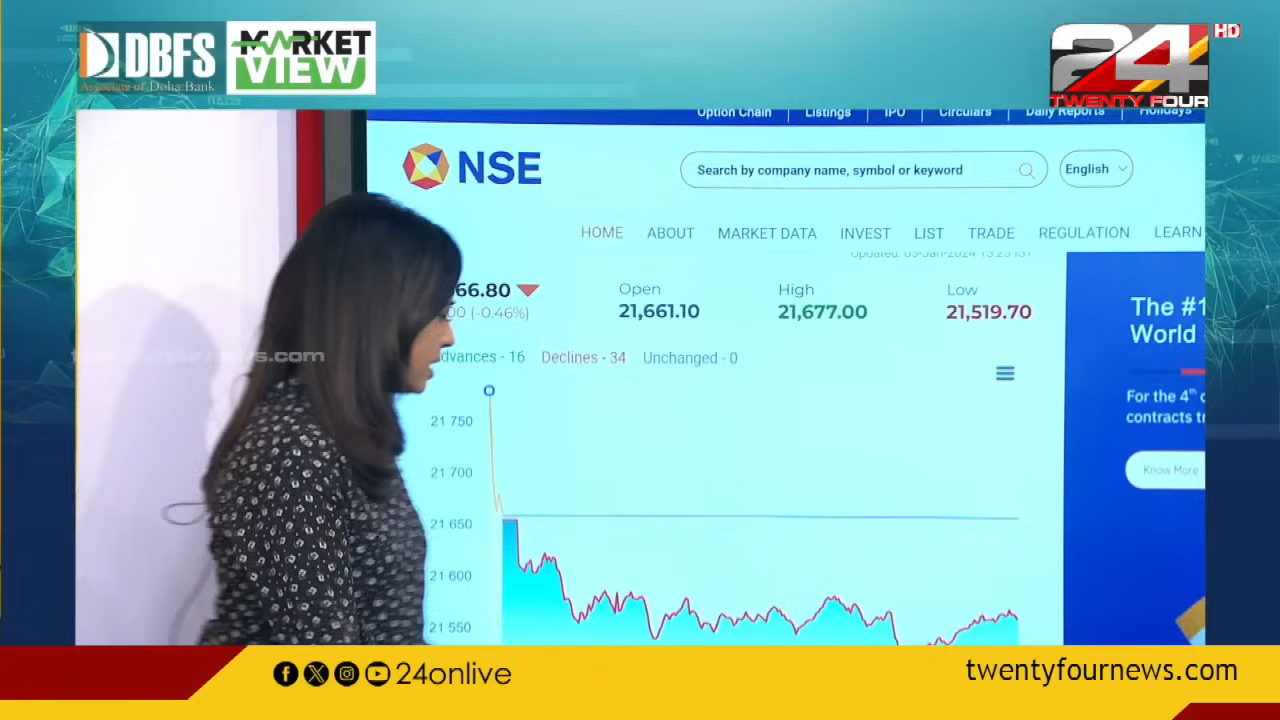 DBFS
Associate of Doha Bank
MARKET
VIEW
24
HD
TWENTY FOUR
Option Chain
Listings
IPO
Circulars
Daily Reports
Holidays
NSE
Search by company name, symbol or keyword
English
HOME
ABOUT
MARKET DATA
INVEST
LIST
TRADE
REGULATION
LEARN
66.80
(-0.46%)
Open
21,661.10
High
21,677.00
Low
21,519.70
The #1
World
dvances - 16
Declines - 34
Unchanged - 0
For the 4th
contracts
Know More
21 750
21 700
21 650
21 600
21 550
24onlive
twentyfournews.com